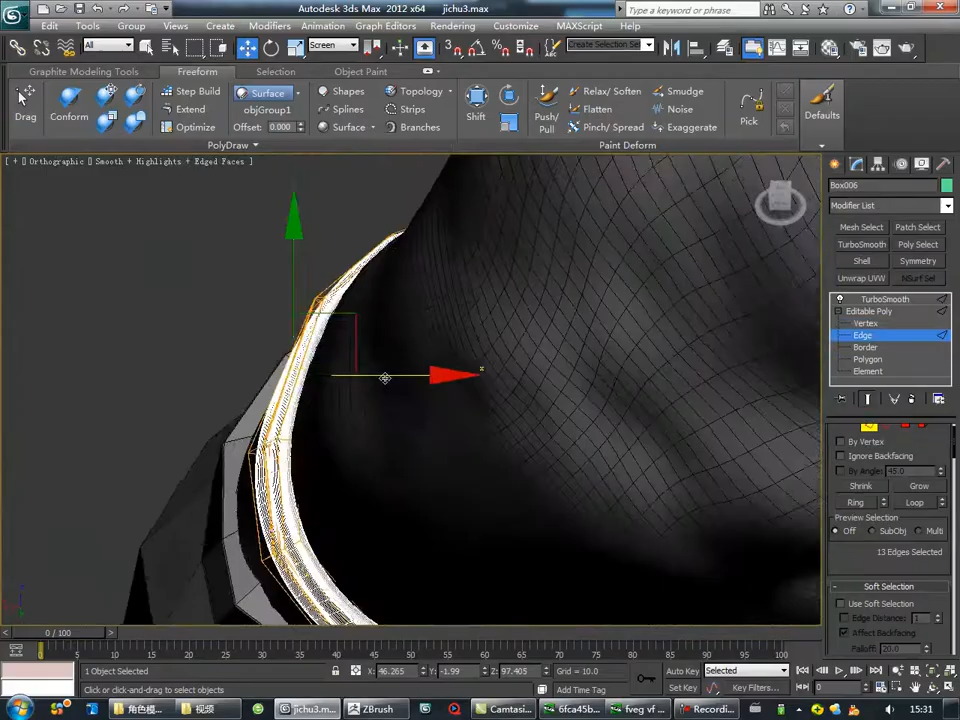 Autodesk 3ds Max 2012 x64 jichu3.max
Type a keyword or phrase
Edit Tools Group Views Create Modifiers Animation Graph Editors Rendering Customize MAXScript Help
All
Screen
Create Selection Se
Graphite Modeling Tools Freeform Selection Object Paint
Drag
Conform
Step Build
Extend
Optimize
Surface
objGroup1
Offset: 0.000
Shapes
Splines
Surface
Topology
Strips
Branches
Shift
Push/Pull
Relax/ Soften
Flatten
Pinch/ Spread
Smudge
Noise
Exaggerate
Pick
Defaults
PolyDraw
Paint Deform
[ + ] Orthographic [] Smooth + Highlights + Edged Faces ]
x
Box006
Modifier List
Mesh Select Patch Select
TurboSmooth Poly Select
Shell Symmetry
Unwrap UVW NSurf Sel
TurboSmooth
Editable Poly
Vertex
Edge
Border
Polygon
Element
By Vertex
Ignore Backfacing
By Angle: 45.0
Shrink Grow
Ring Loop
Preview Selection
Off SubObj Multi
13 Edges Selected
Soft Selection
Use Soft Selection
Edge Distance: 1
Affect Backfacing
Falloff: 20.0
0 / 100
0 5 10 15 20 25 30 35 40 45 50 55 60 65 70 75 80 85 90 95 100
1 Object Selected
X: 46.265 Y: -1.99 Z: 97.405
Grid = 10.0
Auto Key Selected
Click or click-and-drag to select objects
Add Time Tag
Set Key Key Filters...
0
角色模...
视频
jichu3.m...
ZBrush
Camtasi...
6fca45b...
fveg vf ...
Recordi...
15:31